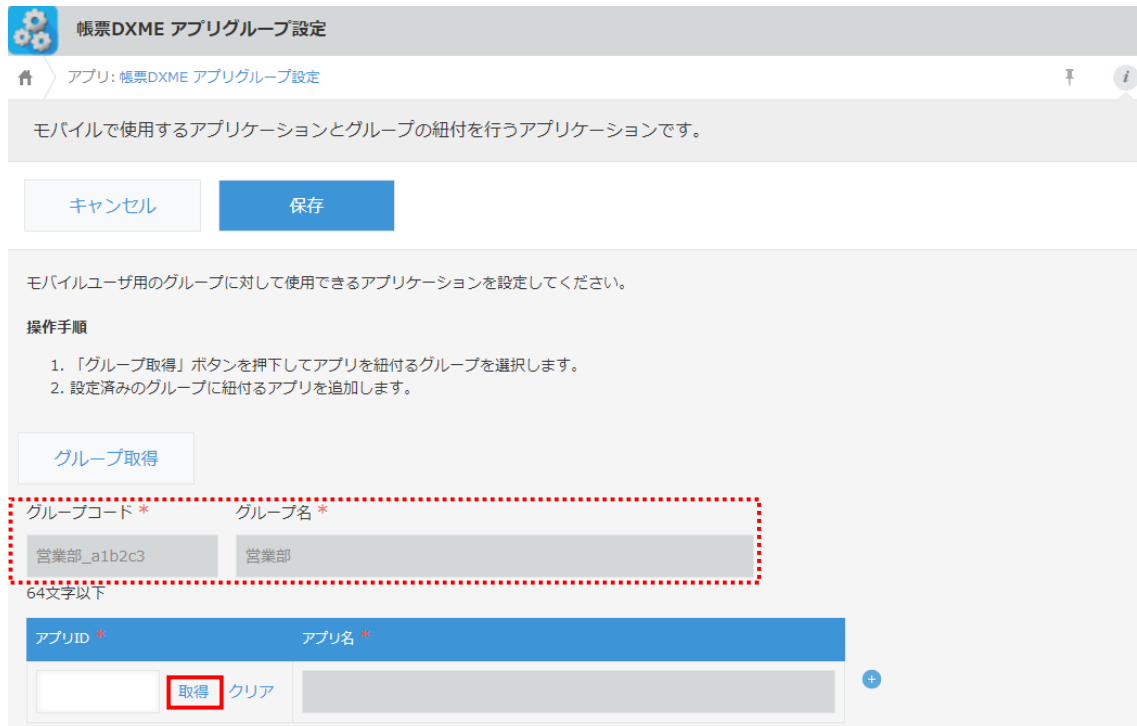 帳票DXME アプリグループ設定
アプリ: 帳票DXME アプリグループ設定
i
モバイルで使用するアプリケーションとグループの紐付を行うアプリケーションです。
キャンセル 保存
モバイルユーザ用のグループに対して使用できるアプリケーションを設定してください。
操作手順
1. 「グループ取得」ボタンを押下してアプリを紐付るグループを選択します。
2. 設定済みのグループに紐付るアプリを追加します。
グループ取得
グループコード * グループ名 *
営業部_a1b2c3 営業部
64文字以下
アプリID * アプリ名 *
取得 クリア